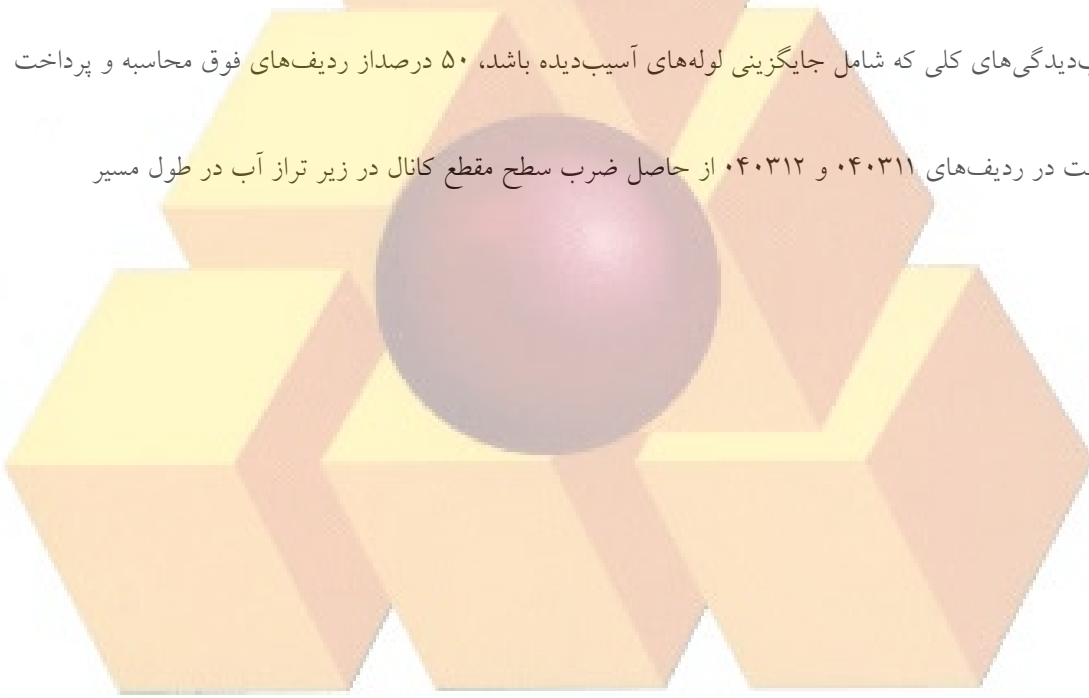 دیدگی‌های کلی که شامل جایگزینی لوله‌های آسیب‌دیده باشد، ۵۰ درصداز ردیف‌های فوق محاسبه و پرداخت
در ردیف‌های ۰۴۰۳۱۱ و ۰۴۰۳۱۲ از حاصل ضرب سطح مقطع کانال در زیر تراز آب در طول مسیر